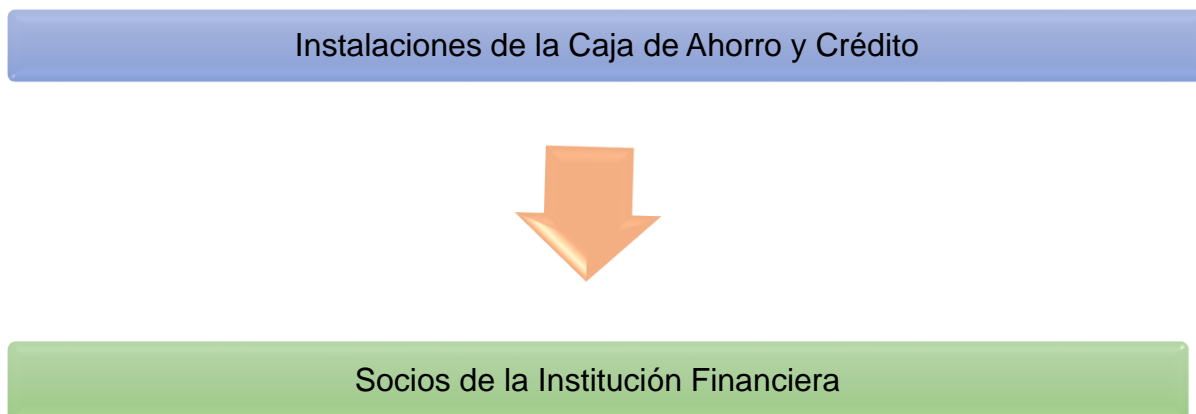 Instalaciones de la Caja de Ahorro y Crédito
Socios de la Institución Financiera